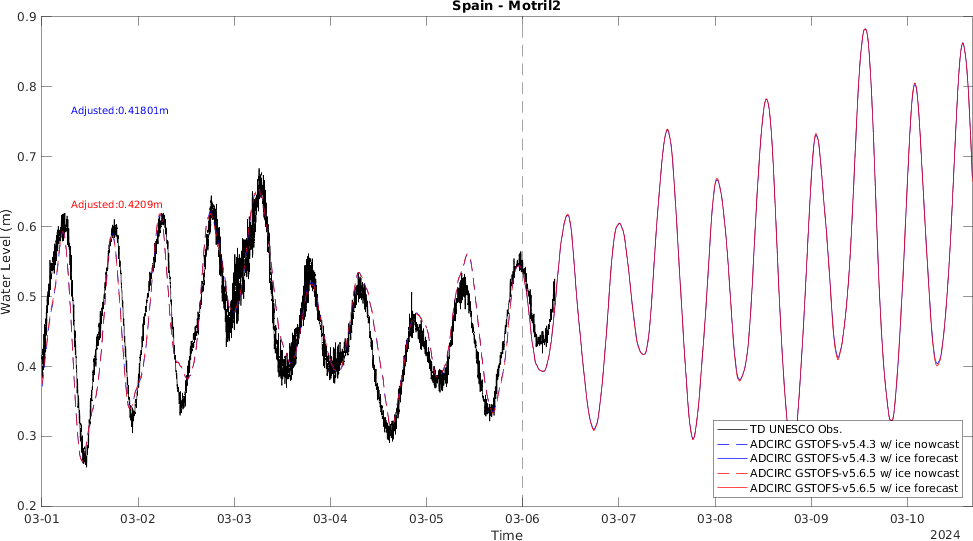 Spain - Motril2
0.9
0.8
0.7
0.6
0.5
0.4
0.3
0.2
Water Level (m)
Adjusted:0.41801m
Adjusted:0.4209m
TD UNESCO Obs.
ADCIRC GSTOFS-v5.4.3 w/ ice nowcast
ADCIRC GSTOFS-v5.4.3 w/ ice forecast
ADCIRC GSTOFS-v5.6.5 w/ ice nowcast
ADCIRC GSTOFS-v5.6.5 w/ ice forecast
03-01 03-02 03-03 03-04 03-05 03-06 03-07 03-08 03-09 03-10
Time
2024